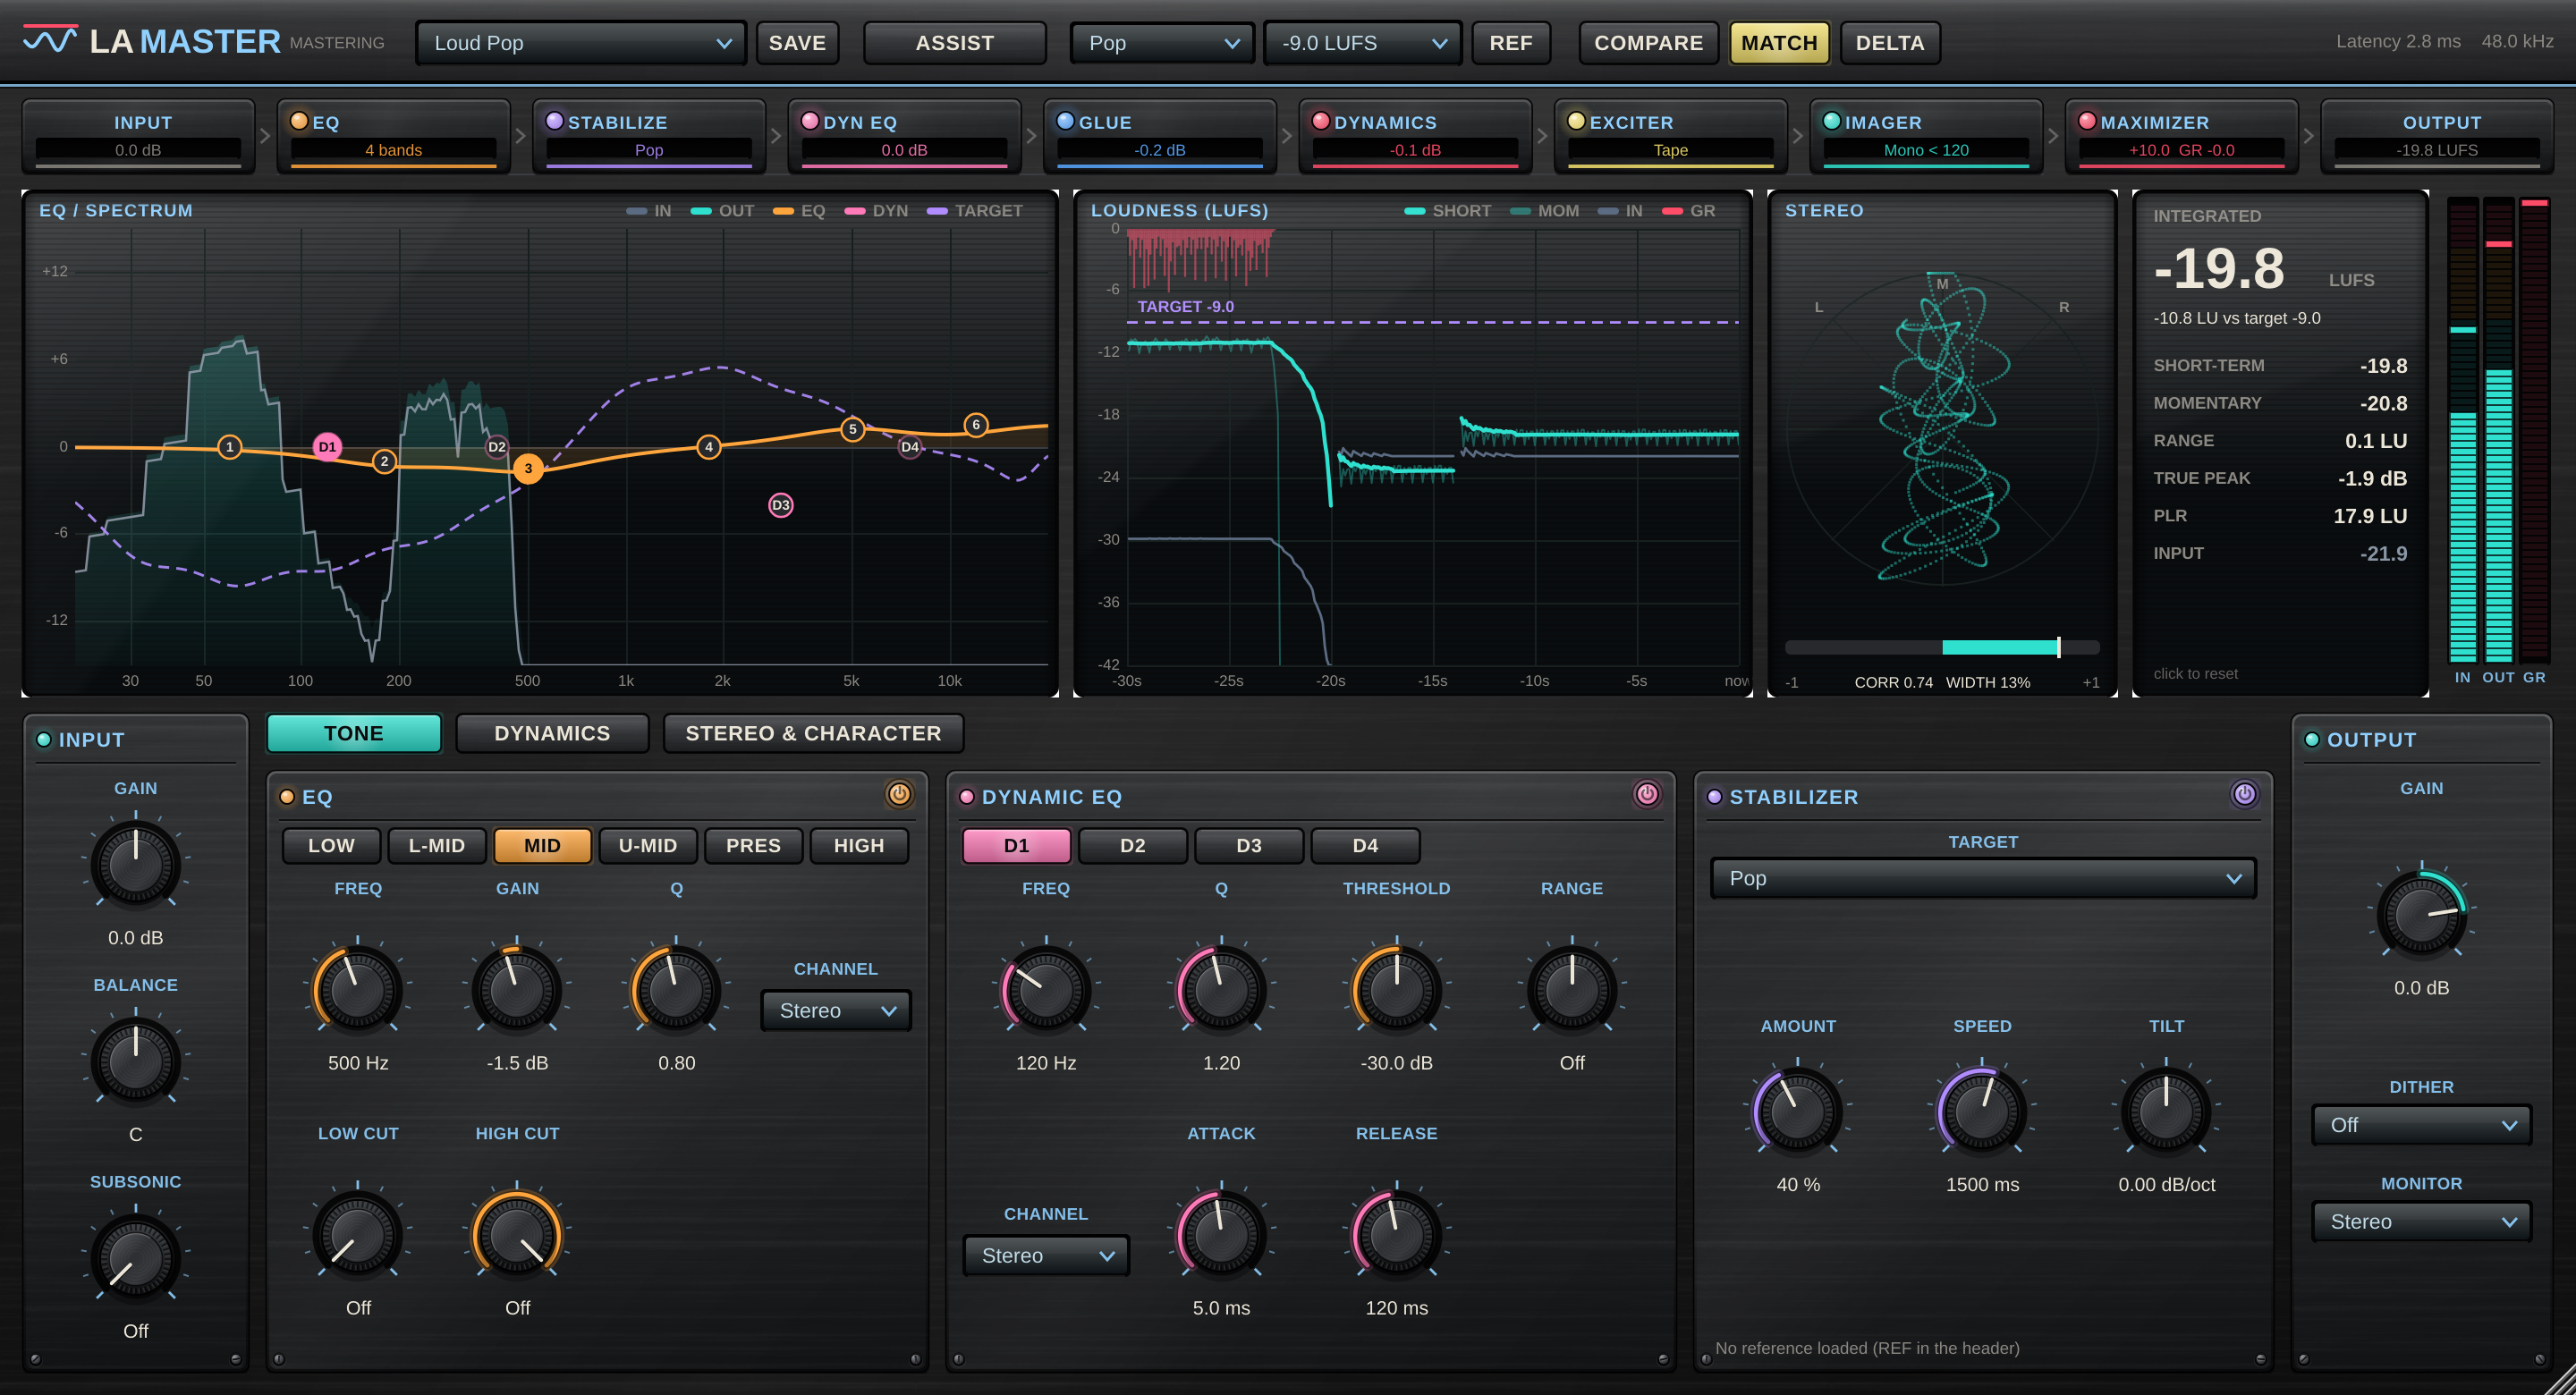 LA MASTER MASTERING Loud Pop SAVE ASSIST Pop -9.0 LUFS REF COMPARE MATCH DELTA Latency 2.8 ms 48.0 kHz
INPUT EQ STABILIZE DYN EQ GLUE DYNAMICS EXCITER IMAGER MAXIMIZER OUTPUT
0.0 dB 4 bands Pop 0.0 dB -0.2 dB -0.1 dB Tape Mono < 120 +10.0 GR -0.0 -19.8 LUFS
EQ / SPECTRUM IN OUT EQ DYN TARGET
+12
+6
0
-6
-12
1 D1 2 D2 3 4 D3 5 D4 6
30 50 100 200 500 1k 2k 5k 10k
LOUDNESS (LUFS) SHORT MOM IN GR
0
-6
TARGET -9.0
-12
-18
-24
-30
-36
-42
-30s -25s -20s -15s -10s -5s now
STEREO
M
L R
-1 CORR 0.74 WIDTH 13% +1
INTEGRATED
-19.8 LUFS
-10.8 LU vs target -9.0
SHORT-TERM -19.8
MOMENTARY -20.8
RANGE 0.1 LU
TRUE PEAK -1.9 dB
PLR 17.9 LU
INPUT -21.9
click to reset
IN OUT GR
INPUT
GAIN
0.0 dB
BALANCE
C
SUBSONIC
Off
TONE DYNAMICS STEREO & CHARACTER
EQ
LOW L-MID MID U-MID PRES HIGH
FREQ GAIN Q
CHANNEL
Stereo
500 Hz -1.5 dB 0.80
LOW CUT HIGH CUT
Off Off
DYNAMIC EQ
D1 D2 D3 D4
FREQ Q THRESHOLD RANGE
120 Hz 1.20 -30.0 dB Off
ATTACK RELEASE
CHANNEL
Stereo
5.0 ms 120 ms
STABILIZER
TARGET
Pop
AMOUNT SPEED TILT
40 % 1500 ms 0.00 dB/oct
No reference loaded (REF in the header)
OUTPUT
GAIN
0.0 dB
DITHER
Off
MONITOR
Stereo